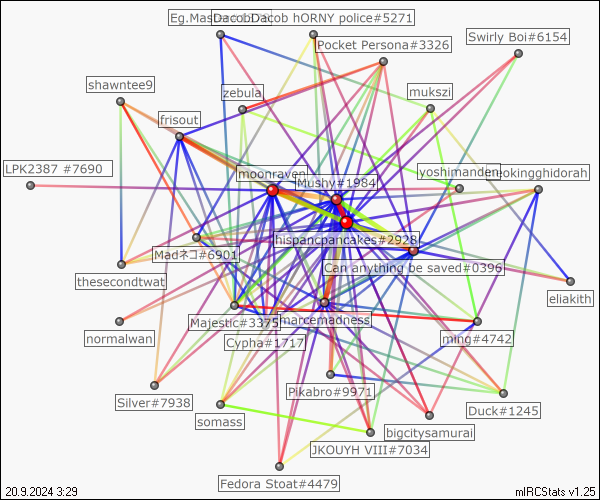 Eg.Mas
DacobDacob hORNY police#5271
Pocket Persona#3326
Swirly Boi#6154
shawntee9
zebula
mukszi
frisout
LPK2387 #7690
moonraven
Mushy#1984
yoshimanden
neokingghidorah
hispancpancakes#2928
Madネコ#6901
Can anything be saved#0396
thesecondtwat
eliakith
Majestic#3375
marcemadness
normalwan
Cypha#1717
ming#4742
Pikabro#9971
Silver#7938
somass
Duck#1245
bigcitysamurai
JKOUYH VIII#7034
Fedora Stoat#4479
20.9.2024 3:29
mIRCStats v1.25